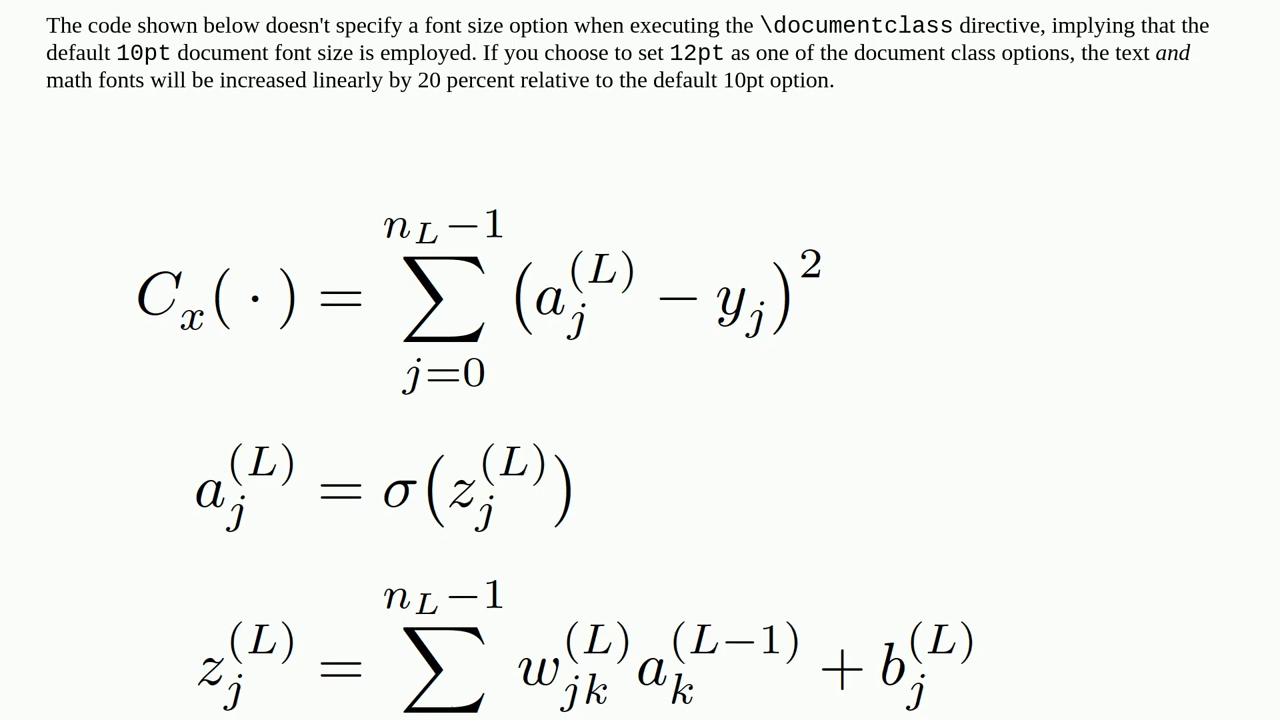 The code shown below doesn't specify a font size option when executing the \documentclass directive, implying that the
default 10pt document font size is employed. If you choose to set 12pt as one of the document class options, the text and
math fonts will be increased linearly by 20 percent relative to the default 10pt option.
C_x(·) = \sum_{j=0}^{n_L−1} (a_j^{(L)} − y_j)^2
a_j^{(L)} = σ(z_j^{(L)})
z_j^{(L)} = \sum^{n_L−1} w_{jk}^{(L)} a_k^{(L−1)} + b_j^{(L)}